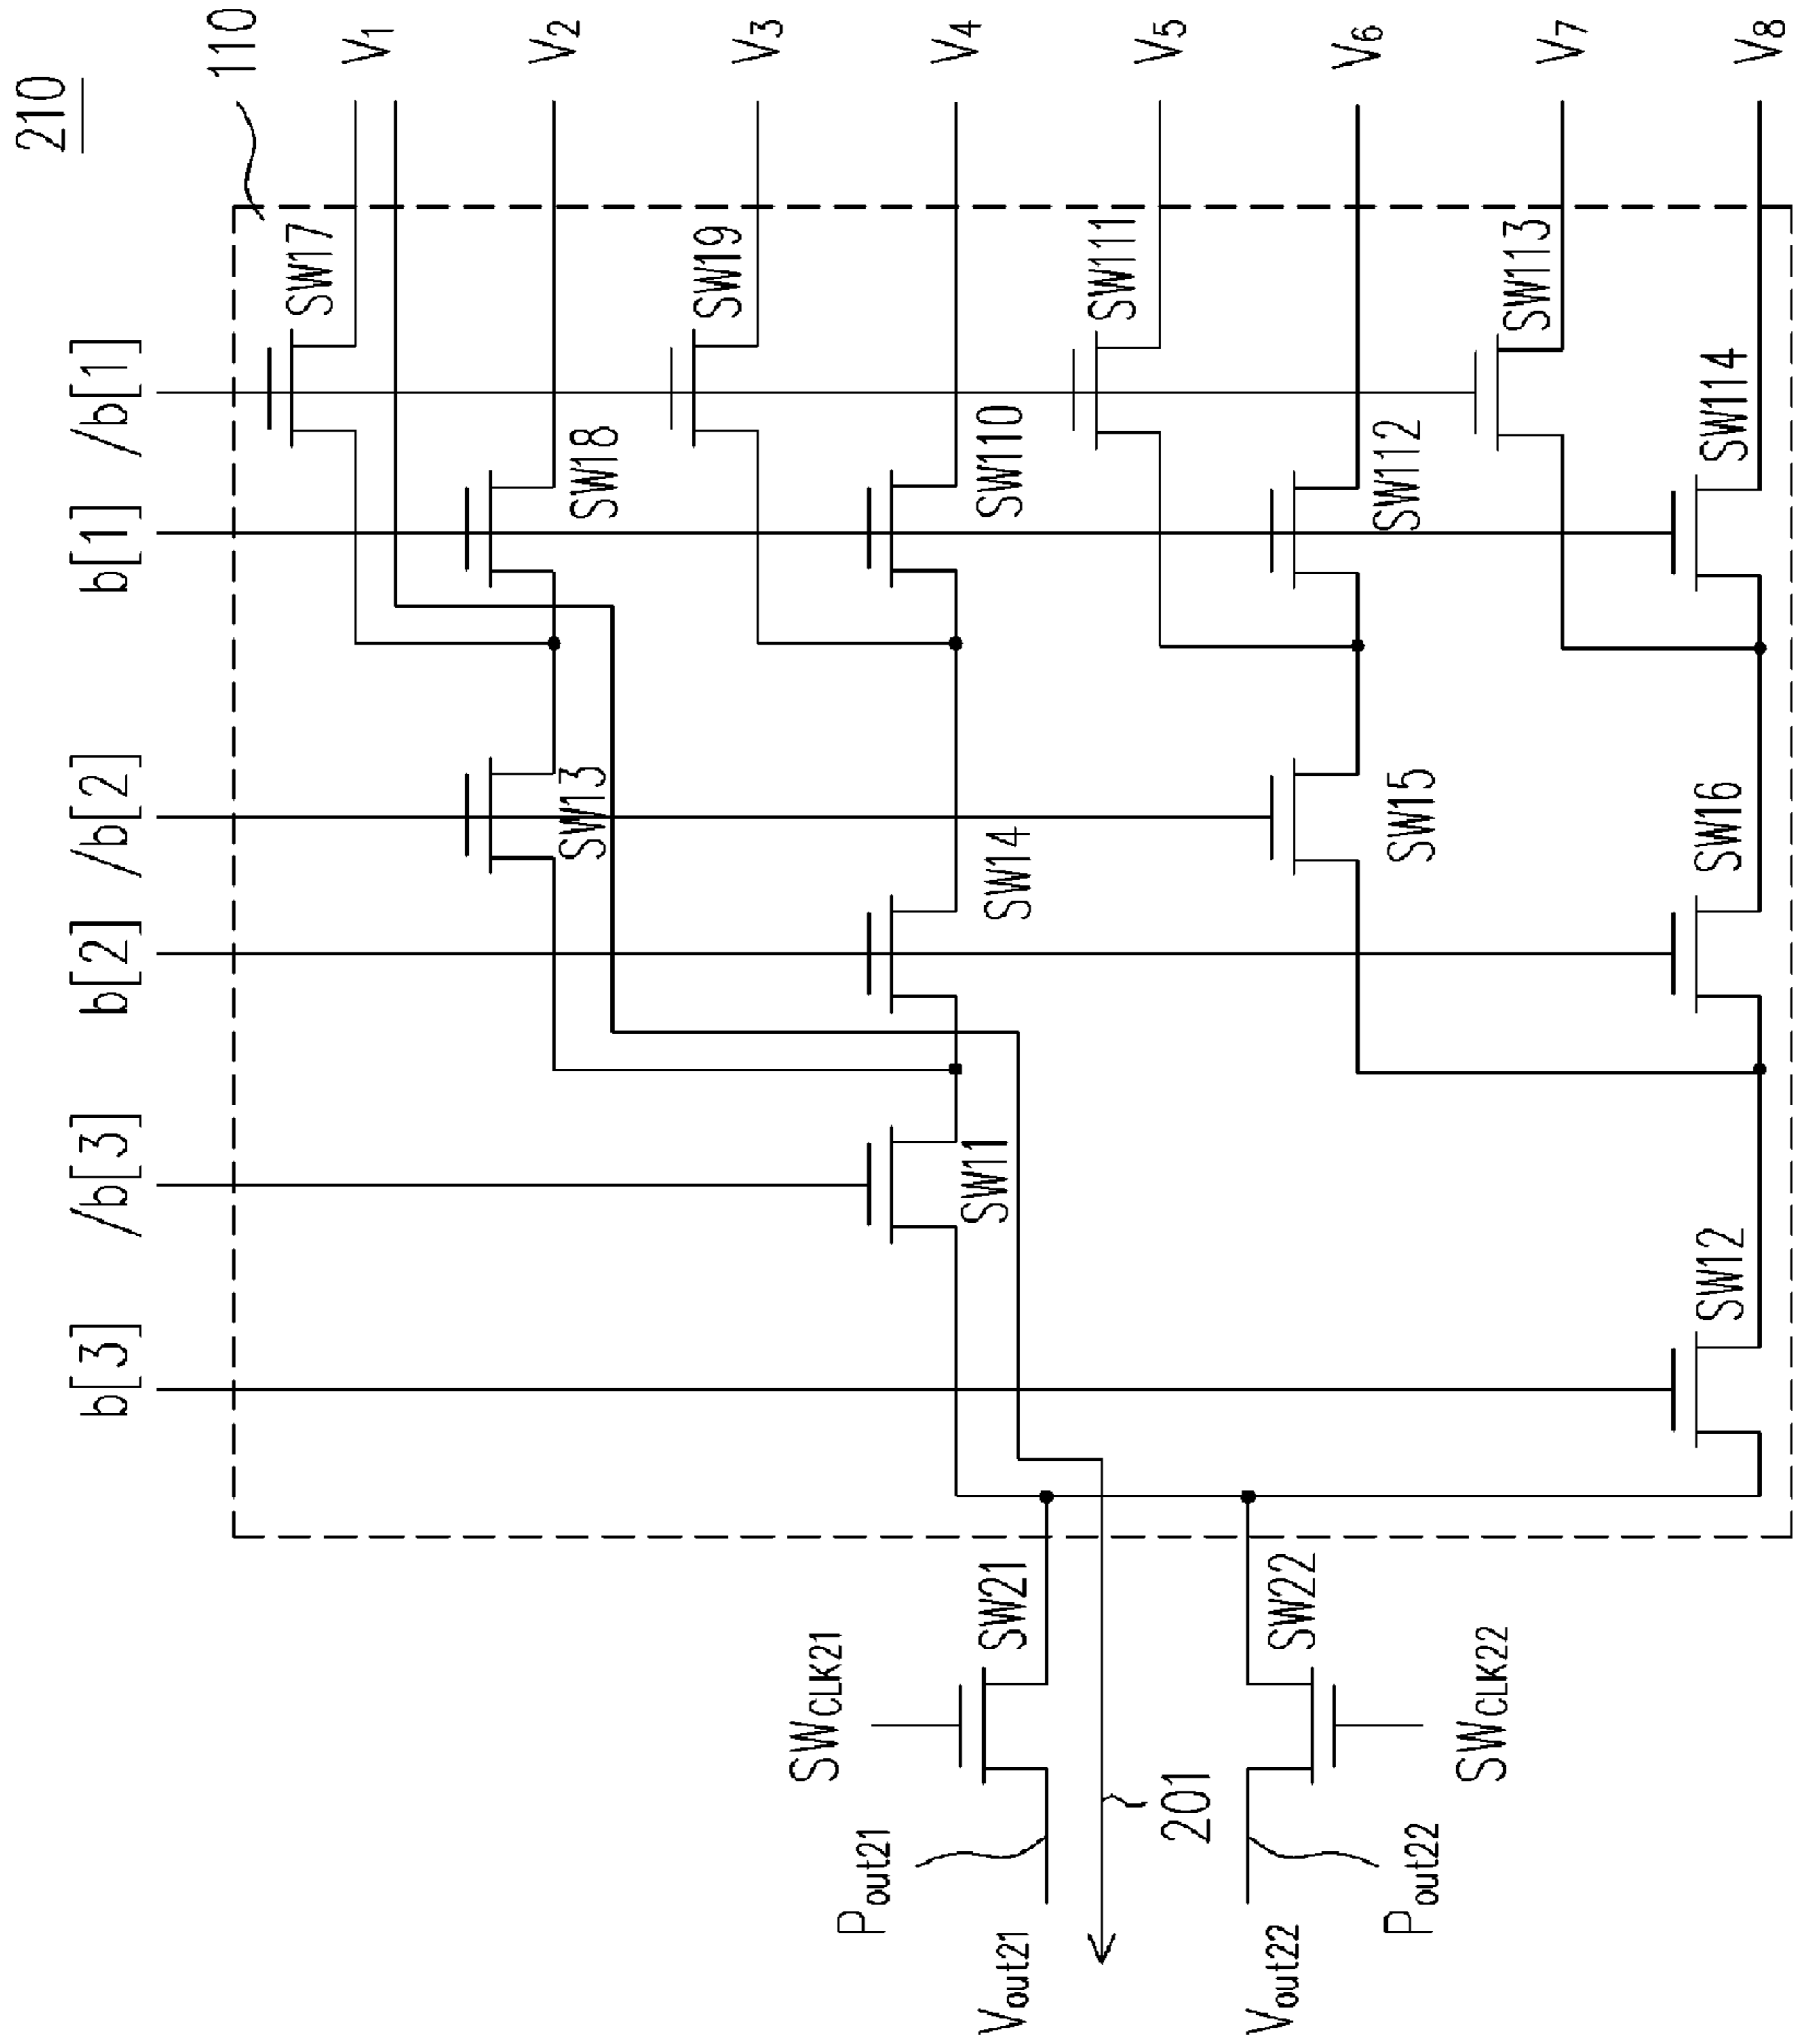 210
110
b[3]
/b[3]
b[2]
/b[2]
b[1]
/b[1]
V1
V2
V3
V4
V5
V6
V7
V8
SW17
SW18
SW19
SW110
SW111
SW112
SW113
SW114
SW13
SW14
SW15
SW16
SW11
SW12
SW21
SW22
SWCLK21
SWCLK22
201
Pout21
Pout22
Vout21
Vout22